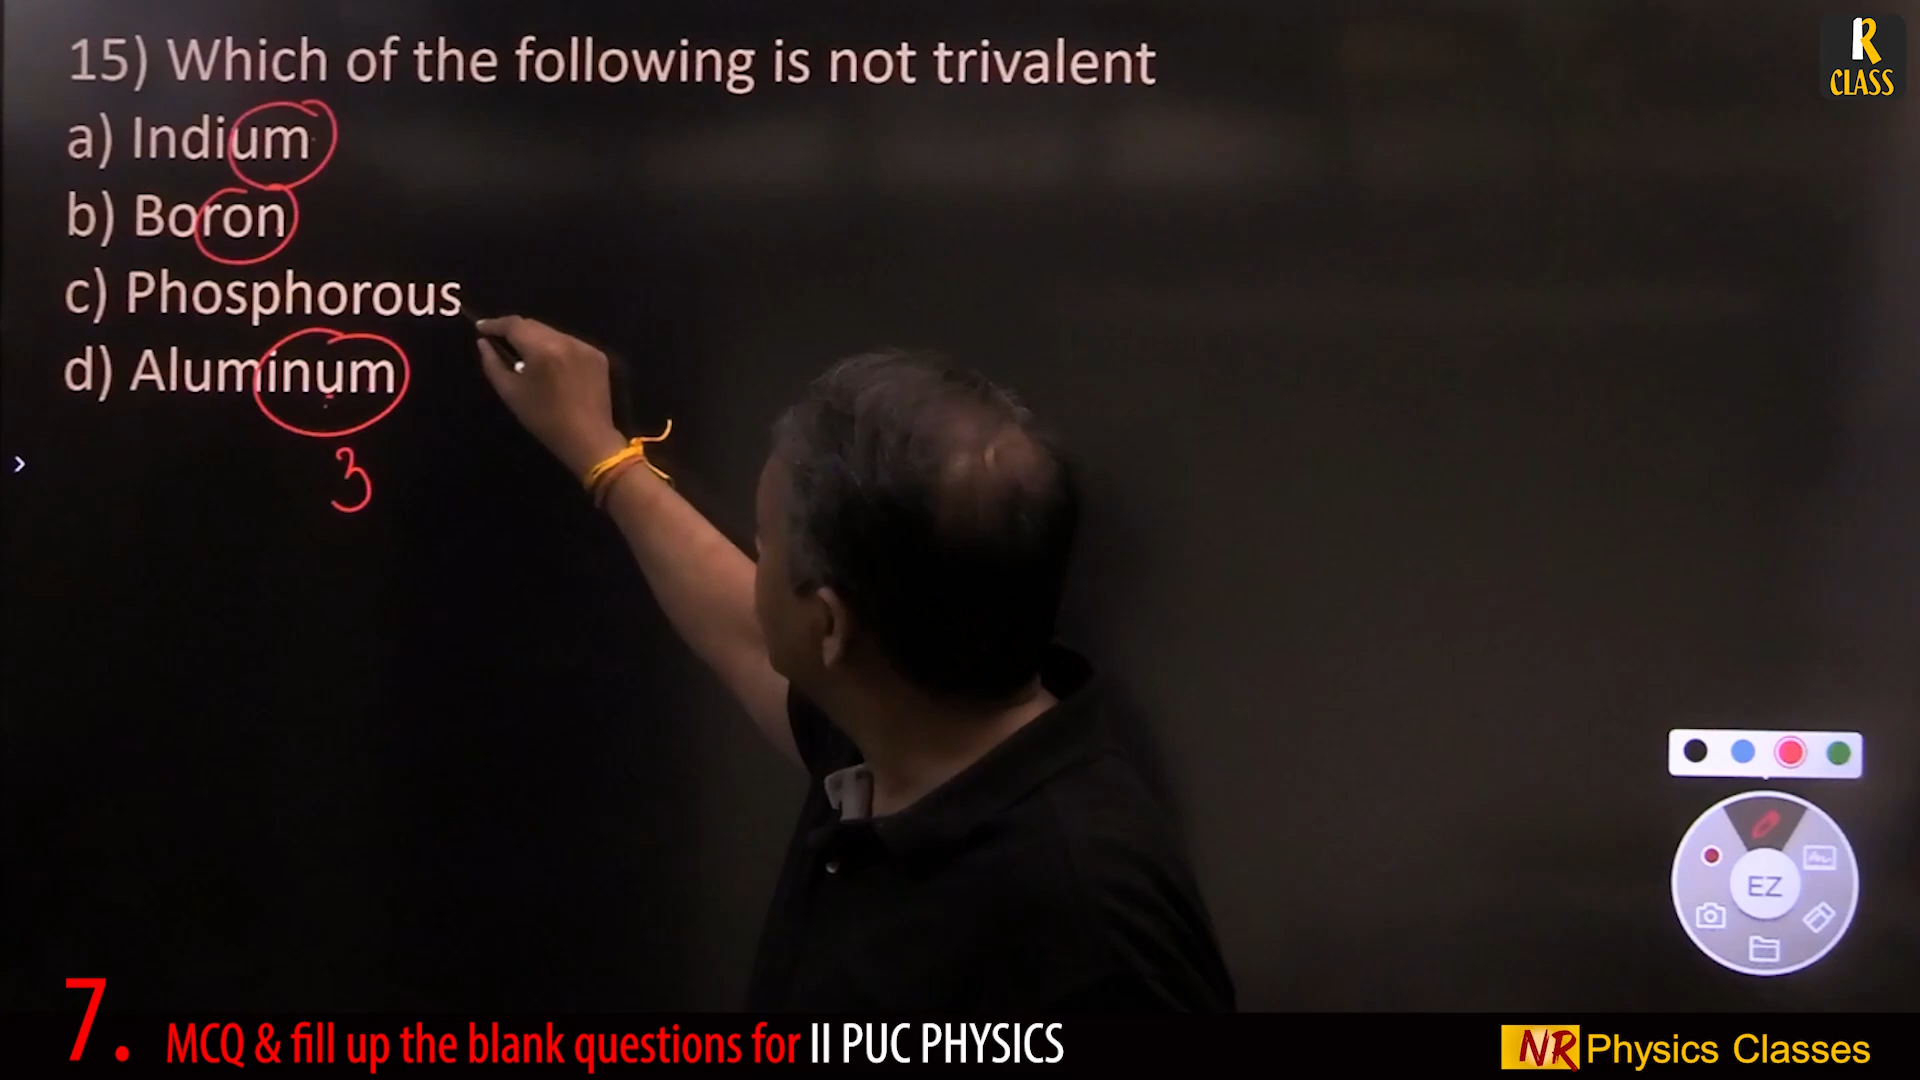 15) Which of the following is not trivalent
a) Indium
b) Boron
c) Phosphorous
d) Aluminum
3
R
CLASS
EZ
7. MCQ & fill up the blank questions for II PUC PHYSICS
NR Physics Classes